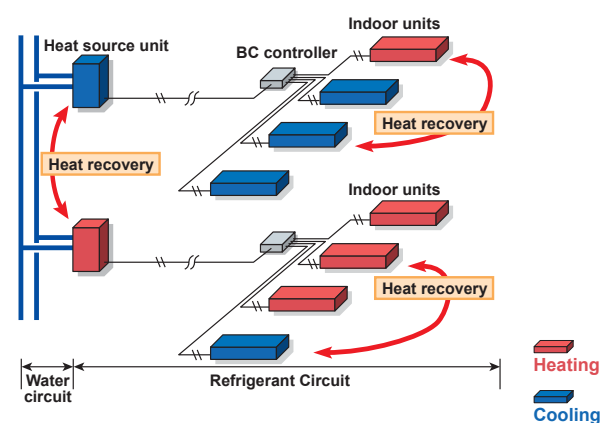 Indoor units
Heat source unit
BC controller
Heat recovery
Heat recovery
Indoor units
Heat recovery
Water
circuit
Refrigerant Circuit
Heating
Cooling